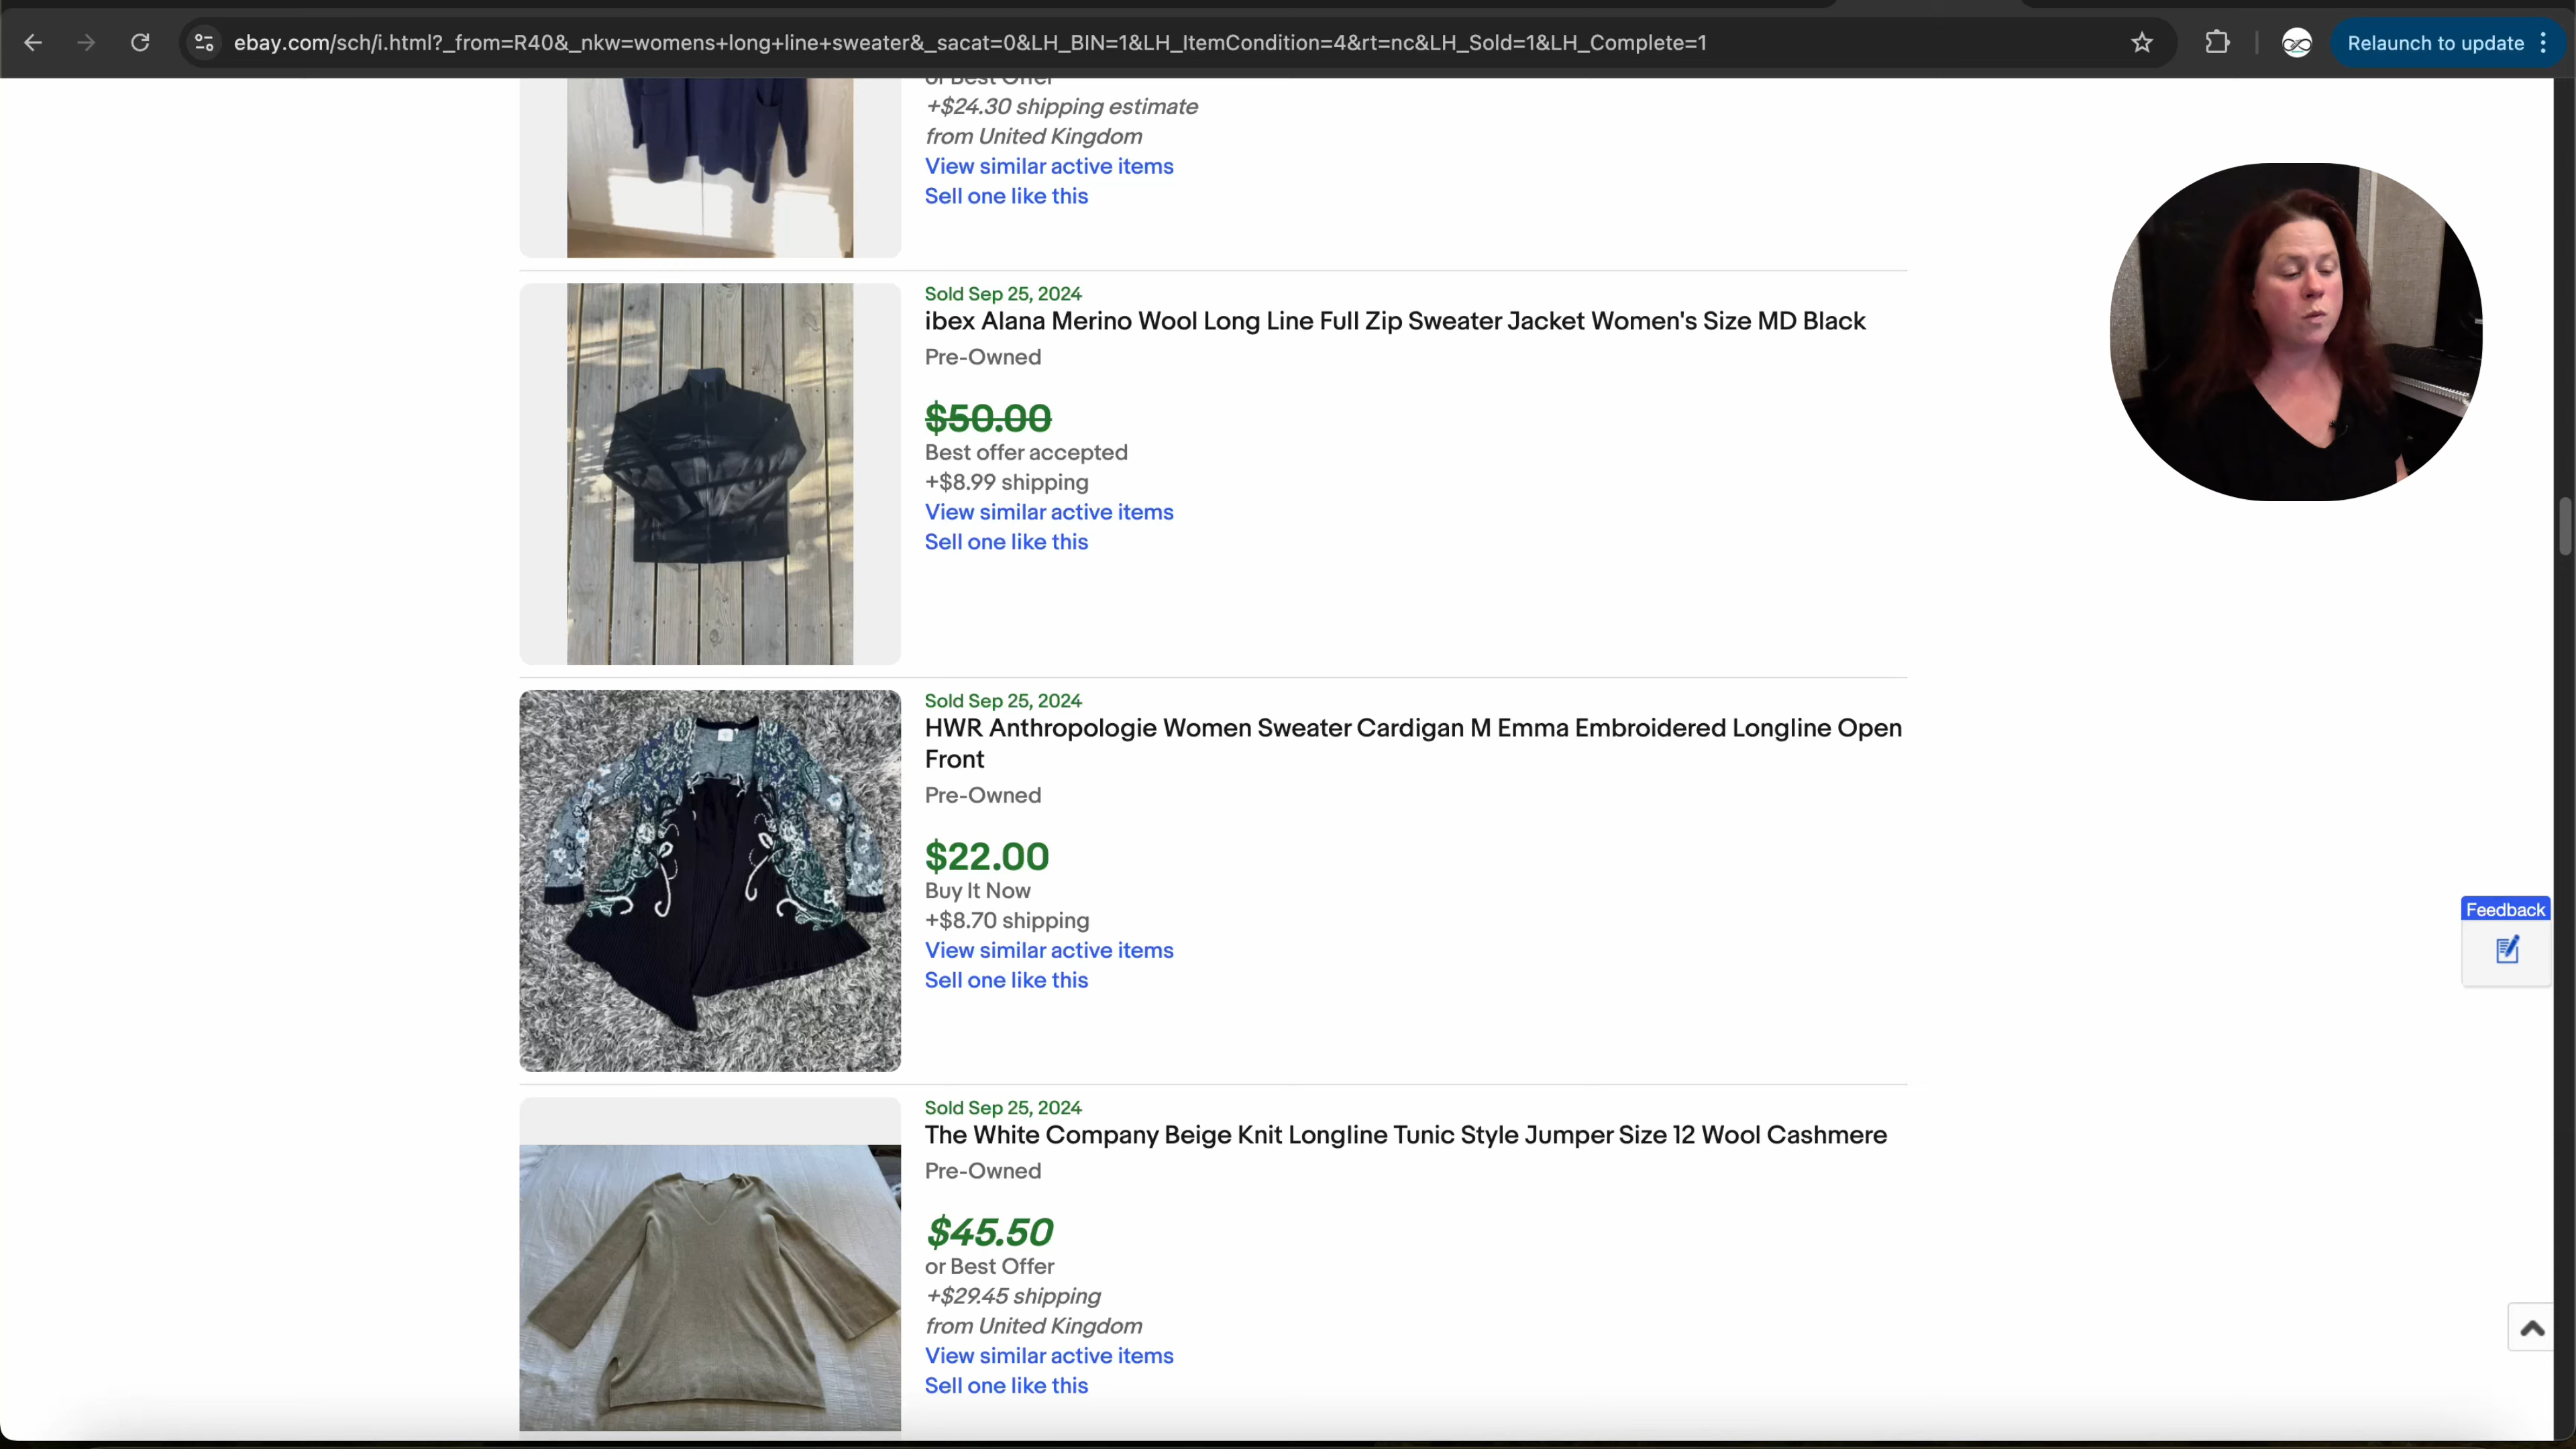 ebay.com/sch/i.html?_from=R40&_nkw=womens+long+line+sweater&_sacat=0&LH_BIN=1&LH_ItemCondition=4&rt=nc&LH_Sold=1&LH_Complete=1
Relaunch to update
or Best Offer
+$24.30 shipping estimate
from United Kingdom
View similar active items
Sell one like this
Sold Sep 25, 2024
ibex Alana Merino Wool Long Line Full Zip Sweater Jacket Women's Size MD Black
Pre-Owned
$50.00
Best offer accepted
+$8.99 shipping
View similar active items
Sell one like this
Sold Sep 25, 2024
HWR Anthropologie Women Sweater Cardigan M Emma Embroidered Longline Open
Front
Pre-Owned
$22.00
Buy It Now
+$8.70 shipping
View similar active items
Sell one like this
Feedback
Sold Sep 25, 2024
The White Company Beige Knit Longline Tunic Style Jumper Size 12 Wool Cashmere
Pre-Owned
$45.50
or Best Offer
+$29.45 shipping
from United Kingdom
View similar active items
Sell one like this